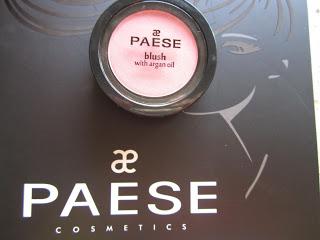 æ
PAESE
blush
with argan oil
æ
PAESE
COSMETICS